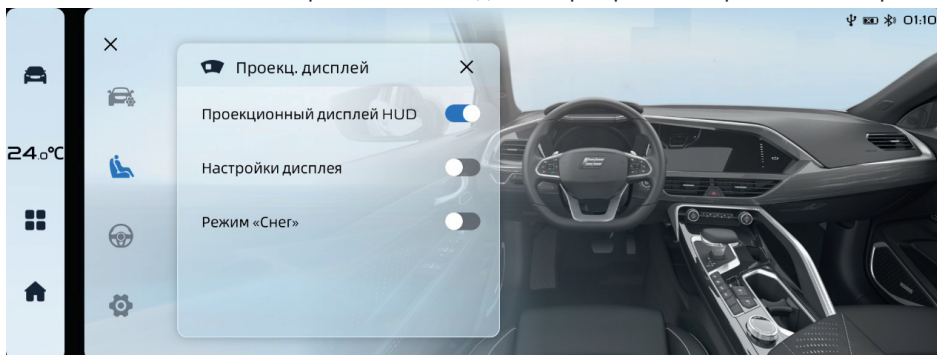 01:10
Проекц. дисплей
Проекционный дисплей HUD
24.0°C
Настройки дисплея
Режим «Снег»